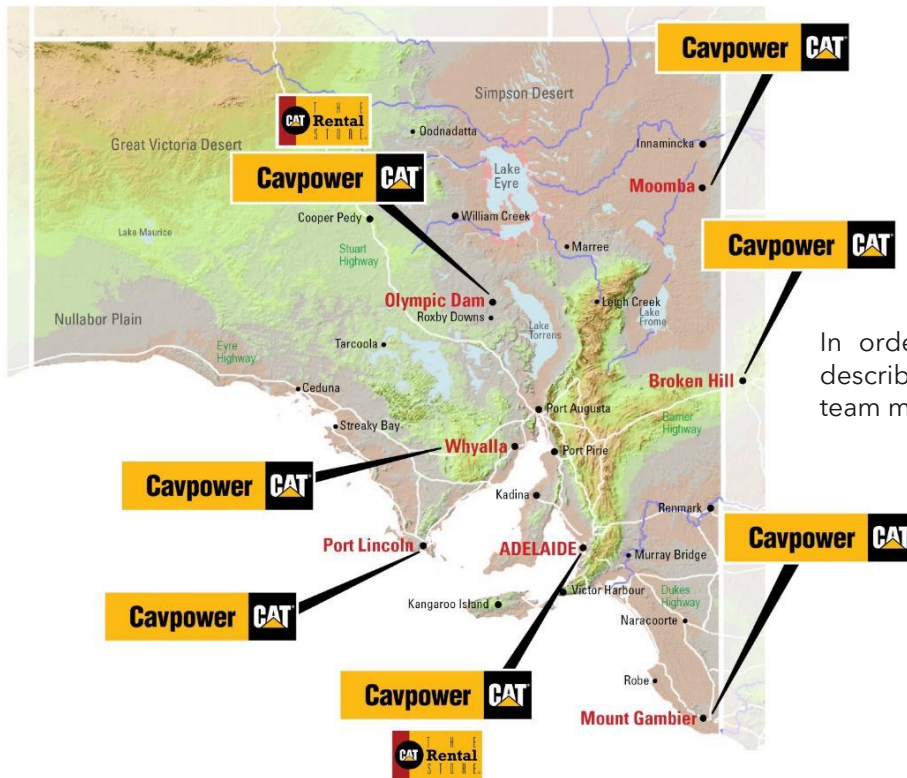 Cavpower CAT
Simpson Desert
THE
CAT Rental
STORE
Oodnadatta
Great Victoria Desert
Innamincka
Cavpower CAT
Lake
Eyre
Moomba
Cooper Pedy
William Creek
Lake Maurice
Stuart
Highway
Marree
Cavpower CAT
Olympic Dam
Leigh Creek
Roxby Downs
Lake
Frome
Nullabor Plain
Lake
Torrens
Tarcoola
Eyre
Highway
In orde
describ
team m
Broken Hill
Ceduna
Port Augusta
Barrier
Highway
Streaky Bay
Whyalla
Port Pirie
Cavpower CAT
Kadina
Renmark
Port Lincoln
ADELAIDE
Cavpower CAT
Murray Bridge
Victor Harbour
Dukes
Highway
Kangaroo Island
Cavpower CAT
Naracoorte
Robe
Cavpower CAT
Mount Gambier
THE
CAT Rental
STORE